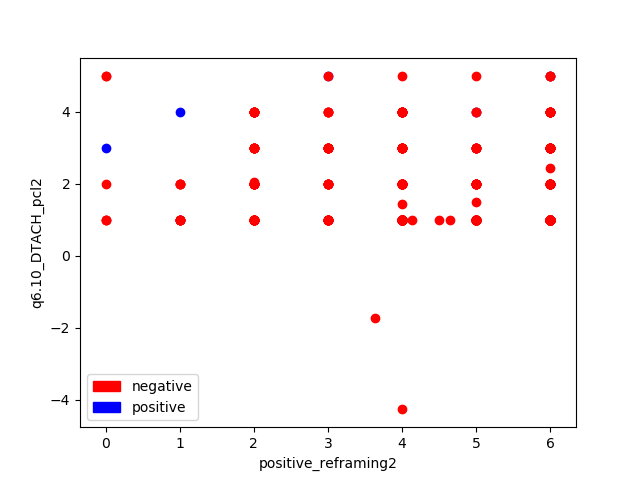 4
2
0
−2
−4
q6.10_DTACH_pcl2
negative
positive
0 1 2 3 4 5 6
positive_reframing2